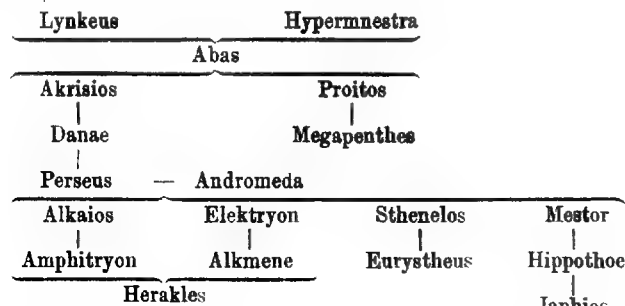 Lynkeus Hypermnestra
Abas
Akrisios Proitos
Danae Megapenthes
Perseus — Andromeda
Alkaios Elektryon Sthenelos Mestor
Amphitryon Alkmene Eurystheus Hippothoe
Herakles